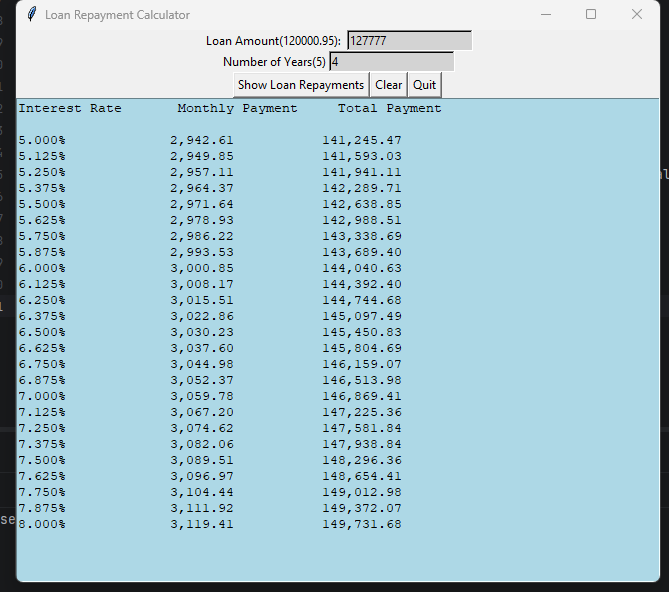 Loan Repayment Calculator
Loan Amount(120000.95): 127777
Number of Years(5) 4
Show Loan Repayments Clear Quit
Interest Rate Monthly Payment Total Payment
5.000% 2,942.61 141,245.47
5.125% 2,949.85 141,593.03
5.250% 2,957.11 141,941.11
5.375% 2,964.37 142,289.71
5.500% 2,971.64 142,638.85
5.625% 2,978.93 142,988.51
5.750% 2,986.22 143,338.69
5.875% 2,993.53 143,689.40
6.000% 3,000.85 144,040.63
6.125% 3,008.17 144,392.40
6.250% 3,015.51 144,744.68
6.375% 3,022.86 145,097.49
6.500% 3,030.23 145,450.83
6.625% 3,037.60 145,804.69
6.750% 3,044.98 146,159.07
6.875% 3,052.37 146,513.98
7.000% 3,059.78 146,869.41
7.125% 3,067.20 147,225.36
7.250% 3,074.62 147,581.84
7.375% 3,082.06 147,938.84
7.500% 3,089.51 148,296.36
7.625% 3,096.97 148,654.41
7.750% 3,104.44 149,012.98
7.875% 3,111.92 149,372.07
8.000% 3,119.41 149,731.68